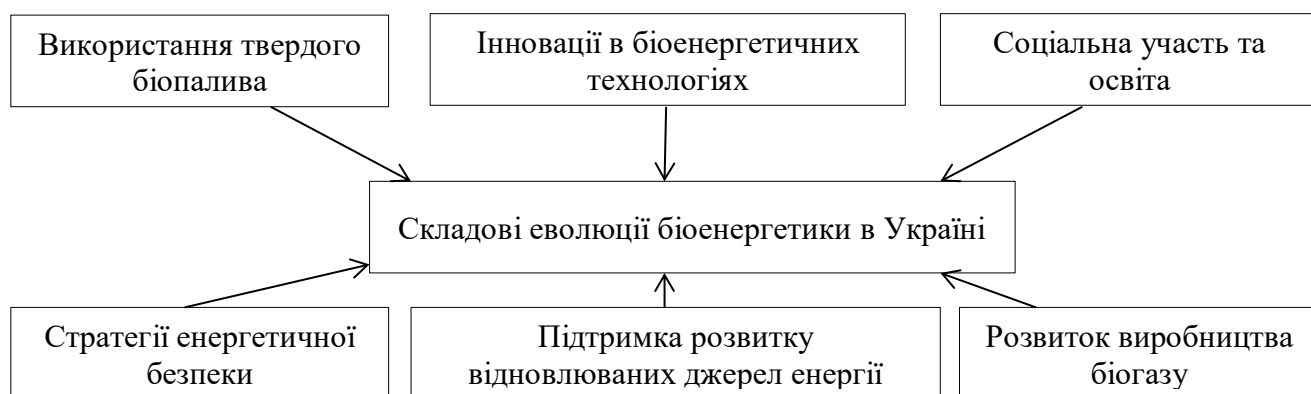 Використання твердого
біопалива
Інновації в біоенергетичних
технологіях
Соціальна участь та
освіта
Складові еволюції біоенергетики в Україні
Стратегії енергетичної
безпеки
Підтримка розвитку
відновлюваних джерел енергії
Розвиток виробництва
біогазу